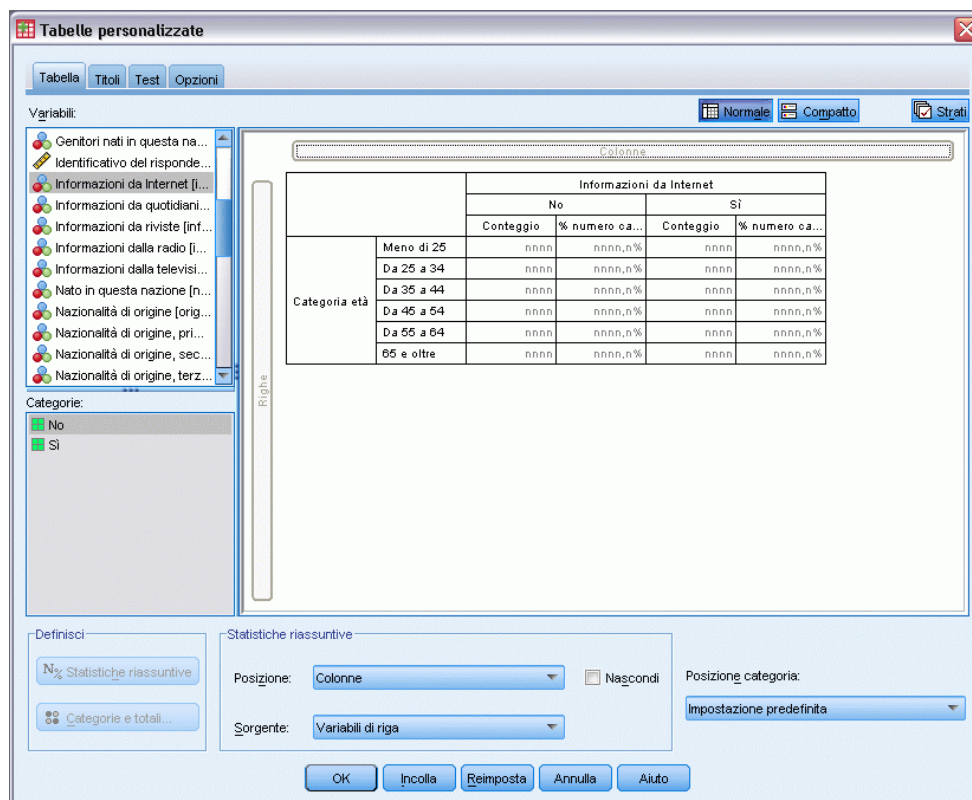 Tabelle personalizzate
Tabella Titoli Test Opzioni
Variabili:
Normale Compatto Strati
Genitori nati in questa na...
Identificativo del risponde...
Informazioni da Internet [i...
Informazioni da quotidiani...
Informazioni da riviste [inf...
Informazioni dalla radio [i...
Informazioni dalla televisi...
Nato in questa nazione [n...
Nazionalità di origine [orig...
Nazionalità di origine, pri...
Nazionalità di origine, sec...
Nazionalità di origine, terz...
Categorie:
No
Sì
Colonne
Righe
Informazioni da Internet
No Sì
Conteggio % numero ca... Conteggio % numero ca...
Categoria età
Meno di 25 nnnn nnnn,n% nnnn nnnn,n%
Da 25 a 34 nnnn nnnn,n% nnnn nnnn,n%
Da 35 a 44 nnnn nnnn,n% nnnn nnnn,n%
Da 45 a 54 nnnn nnnn,n% nnnn nnnn,n%
Da 55 a 64 nnnn nnnn,n% nnnn nnnn,n%
65 e oltre nnnn nnnn,n% nnnn nnnn,n%
Definisci
N% Statistiche riassuntive
Categorie e totali...
Statistiche riassuntive
Posizione: Colonne Nascondi
Sorgente: Variabili di riga
Posizione categoria:
Impostazione predefinita
OK Incolla Reimposta Annulla Aiuto